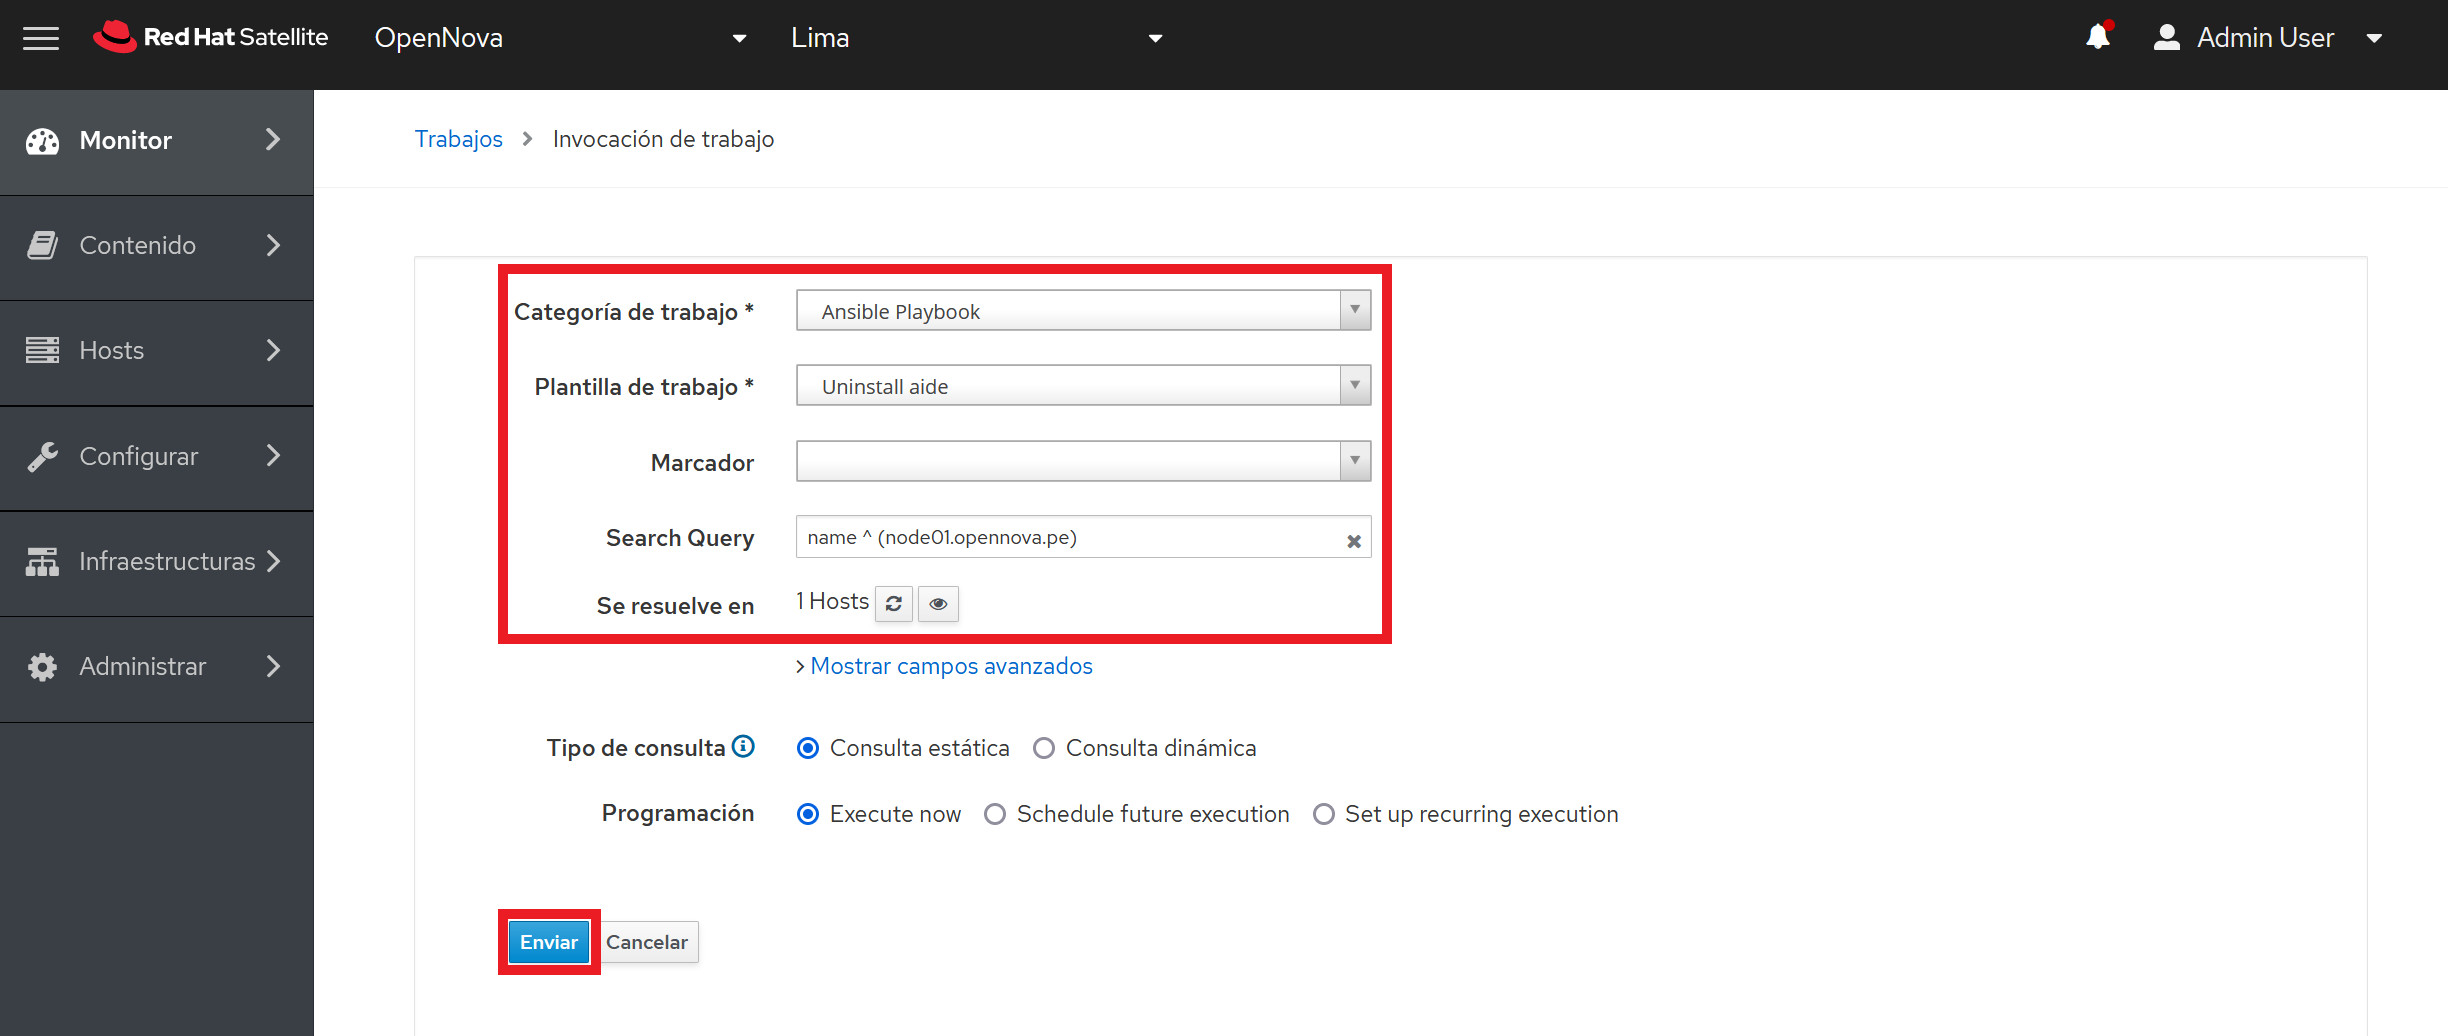 Red Hat Satellite OpenNova Lima Admin User
Monitor
Contenido
Hosts
Configurar
Infraestructuras
Administrar
Trabajos > Invocación de trabajo
Categoría de trabajo * Ansible Playbook
Plantilla de trabajo * Uninstall aide
Marcador
Search Query name ^ (node01.opennova.pe)
Se resuelve en 1 Hosts
> Mostrar campos avanzados
Tipo de consulta Consulta estática Consulta dinámica
Programación Execute now Schedule future execution Set up recurring execution
Enviar Cancelar